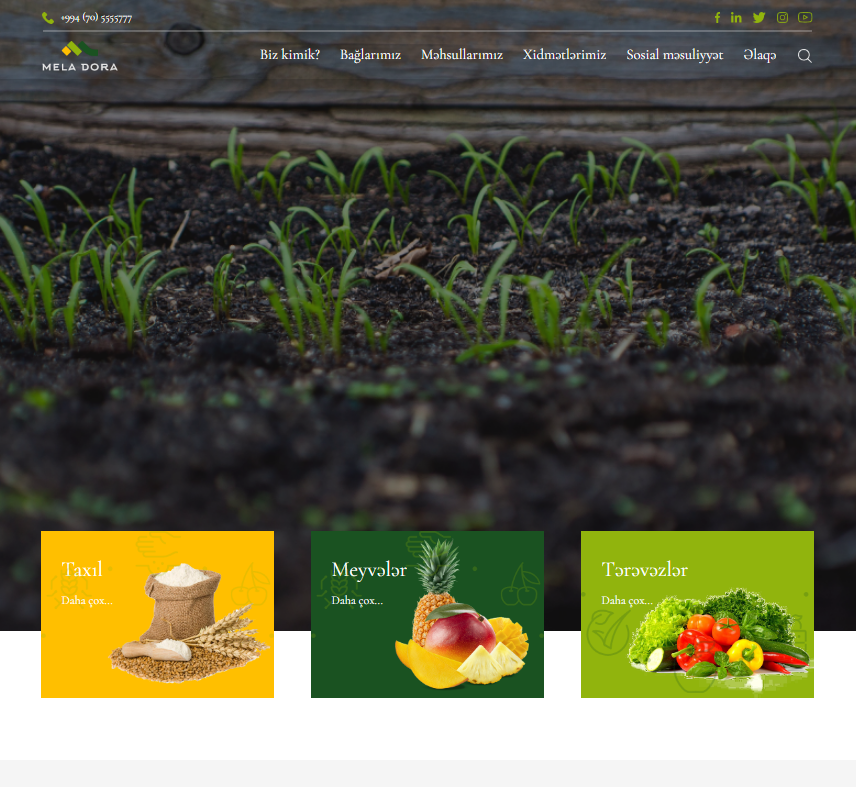 +994 (70) 5555777
MELA DORA
Biz kimik? Bağlarımız Məhsullarımız Xidmətlərimiz Sosial məsuliyyət Əlaqə
Taxıl
Daha çox...
Meyvələr
Daha çox...
Tərəvəzlər
Daha çox...